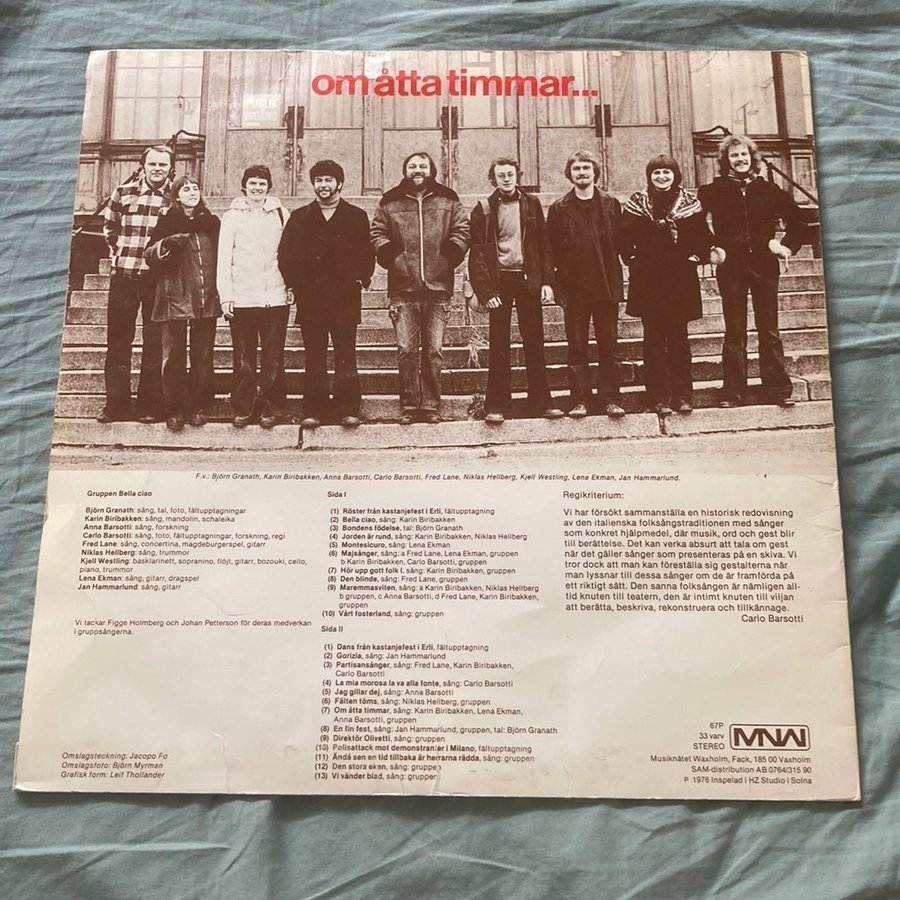 om åtta timmar...
F.v.: Björn Granath, Karin Biribakken, Anna Barsotti, Carlo Barsotti, Fred Lane, Niklas Hellberg, Kjell Westling, Lena Ekman, Jan Hammarlund.
Gruppen Bella ciao
Björn Granath: sång, tal, foto, fältupptagningar
Karin Biribakken: sång, mandolin, schaleika
Anna Barsotti: sång, forskning
Carlo Barsotti: sång, foto, fältupptagningar, forskning, regi
Fred Lane: sång, concertina, magdeburgerspel, gitarr
Niklas Hellberg: sång, trummor
Kjell Westling: basklarinett, sopranino, flöjt, gitarr, bozouki, cello,
piano, trummor
Lena Ekman: sång, gitarr, dragspel
Jan Hammarlund: sång, gitarr
Vi tackar Figge Holmberg och Johan Petterson för deras medverkan
i gruppsångerna.
Omslagsteckning: Jacopo Fo
Omslagsfoto: Björn Myrman
Grafisk form: Leif Thollander
Sida I
(1) Röster från kastanjefest i Erli, fältupptagning
(2) Bella ciao, sång: Karin Biribakken
(3) Bondens födelse, tal: Björn Granath
(4) Jorden är rund, sång: Karin Biribakken, Niklas Hellberg
(5) Montesicuro, sång: Lena Ekman
(6) Majsånger, sång: a Fred Lane, Lena Ekman, gruppen
b Karin Biribakken, Carlo Barsotti, gruppen
(7) Hör upp gott folk I, sång: Karin Biribakken, gruppen
(8) Den blinde, sång: Fred Lane, gruppen
(9) Maremmasviten, sång: a Karin Biribakken, Niklas Hellberg
b gruppen, c Anna Barsotti, d Fred Lane, Karin Biribakken,
gruppen
(10) Vårt fosterland, sång: gruppen
Sida II
(1) Dans från kastanjefest i Erli, fältupptagning
(2) Gorizia, sång: Jan Hammarlund
(3) Partisansånger, sång: Fred Lane, Karin Biribakken,
Carlo Barsotti
(4) La mia morosa la va alla fonte, sång: Carlo Barsotti
(5) Jag gillar dej, sång: Anna Barsotti
(6) Fälten töms, sång: Niklas Hellberg, gruppen
(7) Om åtta timmar, sång: Karin Biribakken, Lena Ekman,
Anna Barsotti, gruppen
(8) En fin fest, sång: Jan Hammarlund, gruppen, tal: Björn Granath
(9) Direktör Olivetti, sång: gruppen
(10) Polisattack mot demonstranter i Milano, fältupptagning
(11) Ändå sen en tid tillbaka är herrarna rädda, sång: gruppen
(12) Den stora eken, sång: gruppen
(13) Vi vänder blad, sång: gruppen
Regikriterium:
Vi har försökt sammanställa en historisk redovisning
av den italienska folksångstraditionen med sånger
som konkret hjälpmedel, där musik, ord och gest blir
till berättelse. Det kan verka absurt att tala om gest
när det gäller sånger som presenteras på en skiva. Vi
tror dock att man kan föreställa sig gestalterna när
man lyssnar till dessa sånger om de är framförda på
ett riktigt sätt. Den sanna folksången är nämligen all-
tid knuten till teatern, den är intimt knuten till viljan
att berätta, beskriva, rekonstruera och tillkännage.
Carlo Barsotti
67P
33 varv
STEREO
MNW
Musiknätet Waxholm, Fack, 185 00 Vaxholm
SAM-distribution AB 0764/315 90
P 1976 Inspelad i HZ Studio i Solna